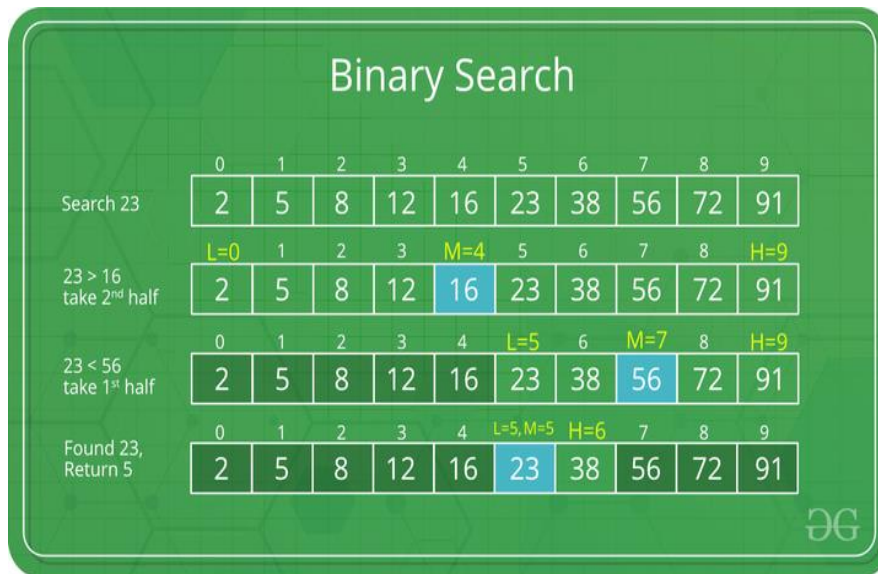 Binary Search
0 1 2 3 4 5 6 7 8 9
Search 23 2 5 8 12 16 23 38 56 72 91
L=0 1 2 3 M=4 5 6 7 8 H=9
23 > 16
take 2nd half 2 5 8 12 16 23 38 56 72 91
0 1 2 3 4 L=5 6 M=7 8 H=9
23 < 56
take 1st half 2 5 8 12 16 23 38 56 72 91
0 1 2 3 4 L=5, M=5 H=6 7 8 9
Found 23,
Return 5 2 5 8 12 16 23 38 56 72 91